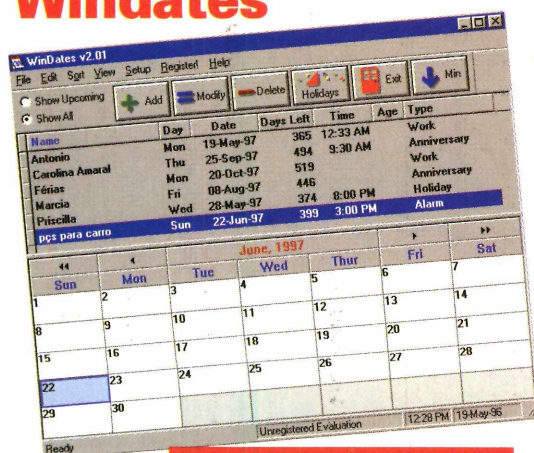 Windates
WinDates v2.01
File Edit Sort View Setup Register! Help
Show Upcoming
Show All
Add Modify Delete Holidays Exit Min
Name Day Date Days Left Time Age Type
Antonio Mon 19-May-97 365 12:33 AM Work
Carolina Amaral Thu 25-Sep-97 494 9:30 AM Anniversary
Férias Mon 20-Oct-97 519 Work
Marcia Fri 08-Aug-97 446 Anniversary
Priscilla Wed 28-May-97 374 8:00 PM Holiday
pçs para carro Sun 22-Jun-97 399 3:00 PM Alarm
June, 1997
Sun Mon Tue Wed Thur Fri Sat
1 2 3 4 5 6 7
8 9 10 11 12 13 14
15 16 17 18 19 20 21
22 23 24 25 26 27 28
29 30
Ready Unregistered Evaluation 12:28 PM 19-May-96